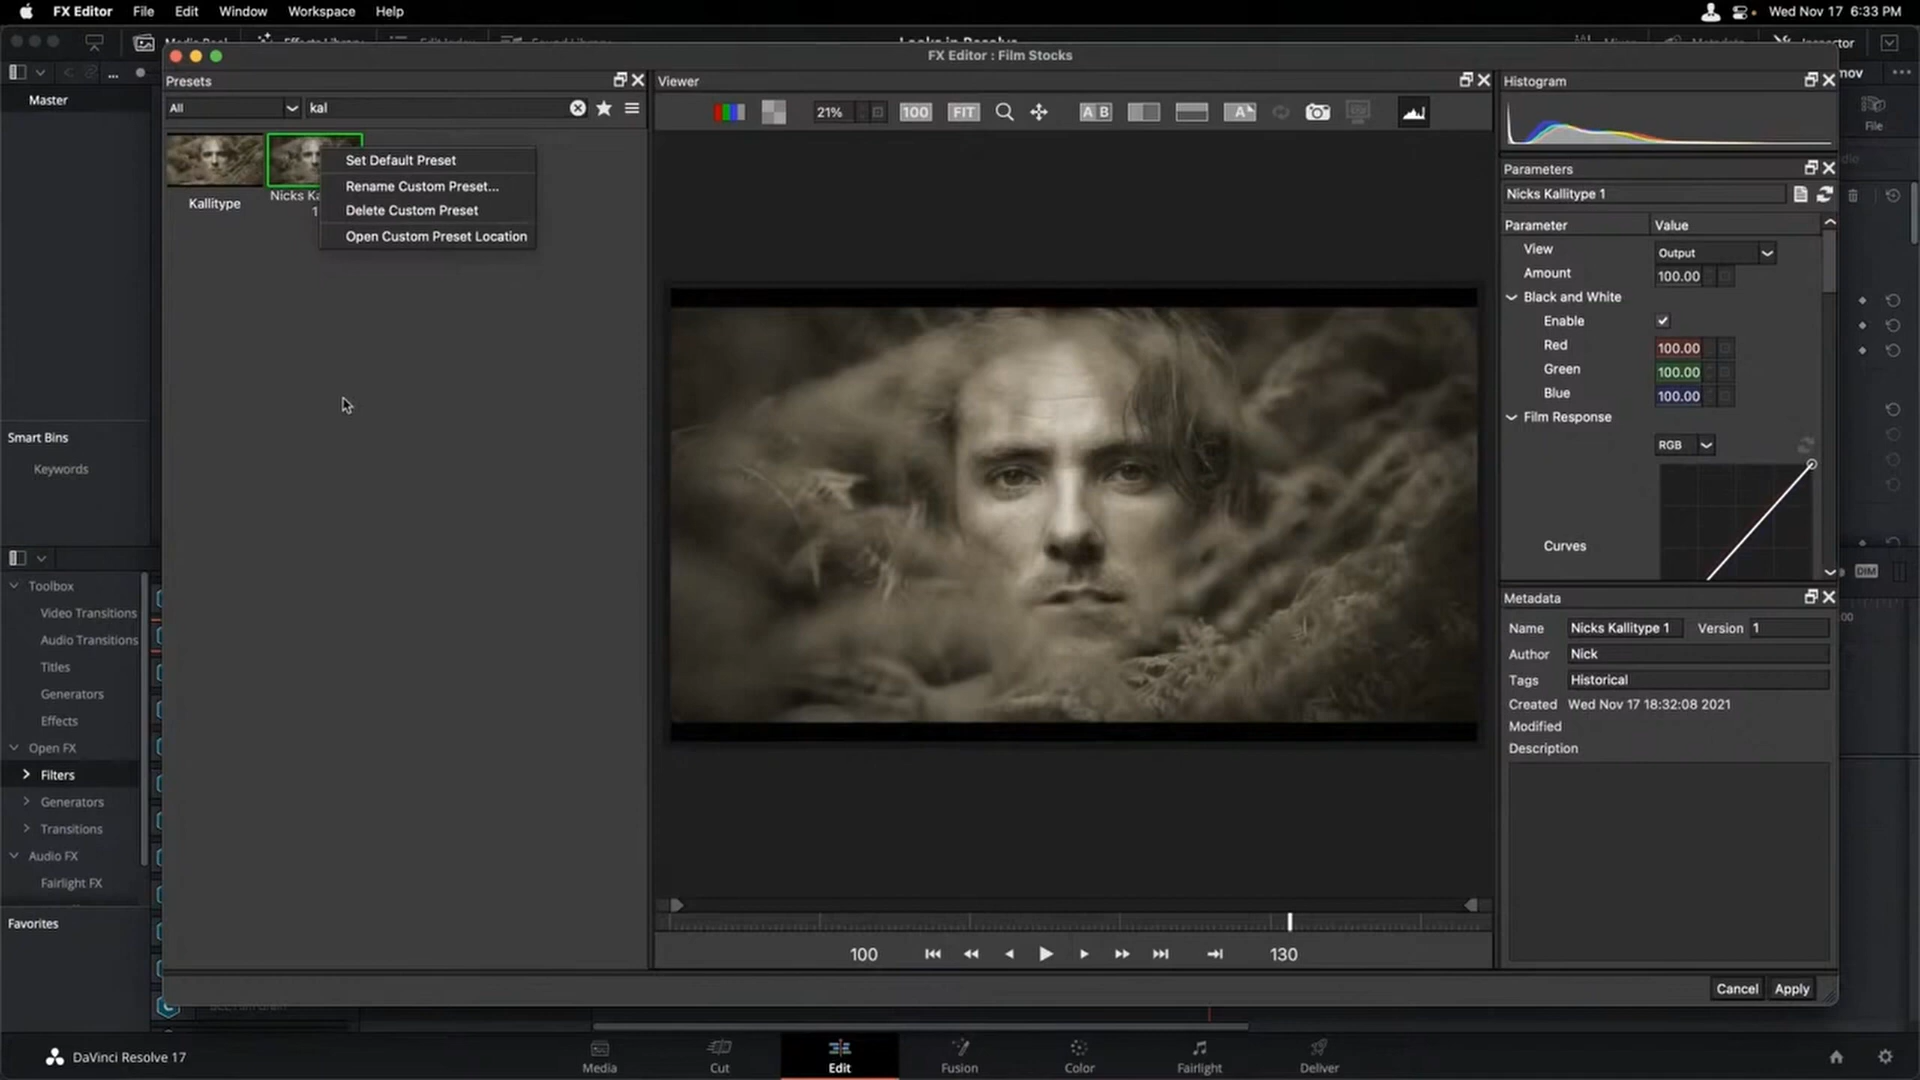 FX Editor File Edit Window Workspace Help
Wed Nov 17 6:33 PM
FX Editor : Film Stocks
Inspector
Master
Presets
All
kal
Kallitype
Set Default Preset
Rename Custom Preset...
Delete Custom Preset
Open Custom Preset Location
Smart Bins
Keywords
Toolbox
Video Transitions
Audio Transitions
Titles
Generators
Effects
Open FX
Filters
Generators
Transitions
Audio FX
Fairlight FX
Favorites
Viewer
21%
100
FIT
A B
100
130
Histogram
Parameters
Nicks Kallitype 1
Parameter Value
View Output
Amount 100.00
Black and White
Enable
Red 100.00
Green 100.00
Blue 100.00
Film Response
RGB
Curves
Metadata
Name Nicks Kallitype 1 Version 1
Author Nick
Tags Historical
Created Wed Nov 17 18:32:08 2021
Modified
Description
Cancel Apply
File
DIM
DaVinci Resolve 17
Media Cut Edit Fusion Color Fairlight Deliver